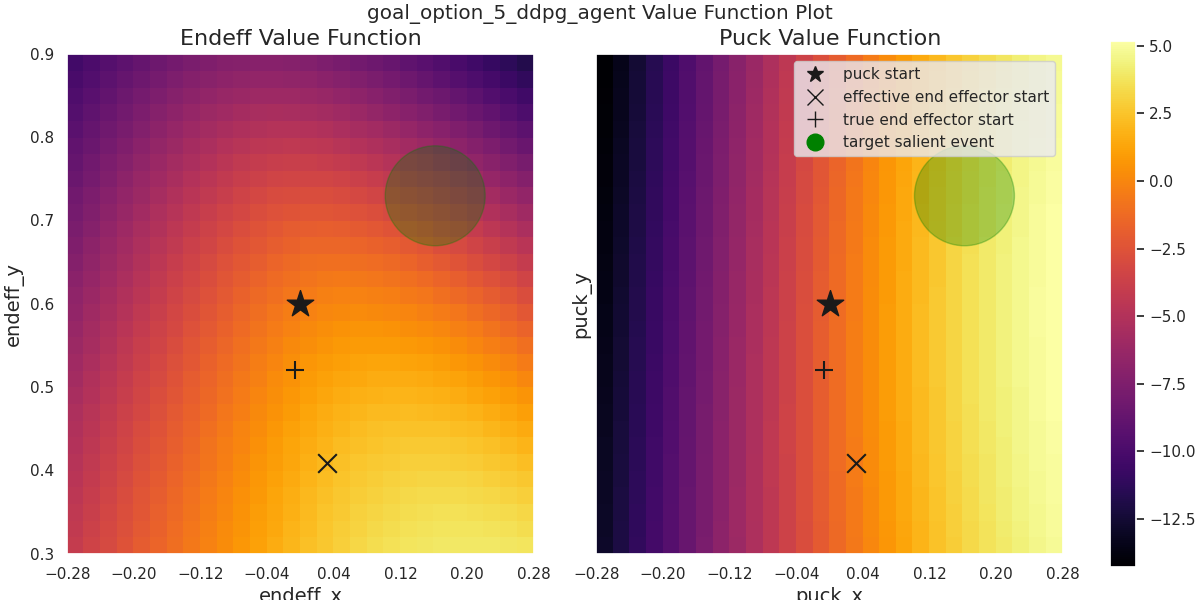 goal_option_5_ddpg_agent Value Function Plot
Endeff Value Function
Puck Value Function
endeff_y
0.9
0.8
0.7
0.6
0.5
0.4
0.3
−0.28 −0.20 −0.12 −0.04 0.04 0.12 0.20 0.28
endeff_x
puck_y
puck start
effective end effector start
true end effector start
target salient event
−0.28 −0.20 −0.12 −0.04 0.04 0.12 0.20 0.28
puck_x
5.0
2.5
0.0
−2.5
−5.0
−7.5
−10.0
−12.5